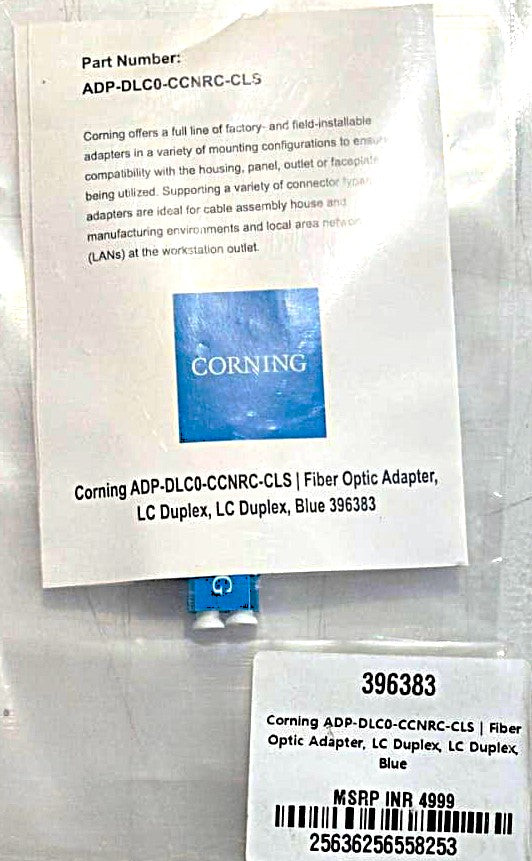 Part Number:
ADP-DLC0-CCNRC-CLS
Corning offers a full line of factory- and field-installable
adapters in a variety of mounting configurations to ensure
compatibility with the housing, panel, outlet or faceplate
being utilized. Supporting a variety of connector types,
adapters are ideal for cable assembly house and
manufacturing environments and local area network
(LANs) at the workstation outlet.
CORNING
Corning ADP-DLC0-CCNRC-CLS | Fiber Optic Adapter,
LC Duplex, LC Duplex, Blue 396383
G
396383
Corning ADP-DLC0-CCNRC-CLS | Fiber
Optic Adapter, LC Duplex, LC Duplex,
Blue
MSRP INR 4999
25636256558253